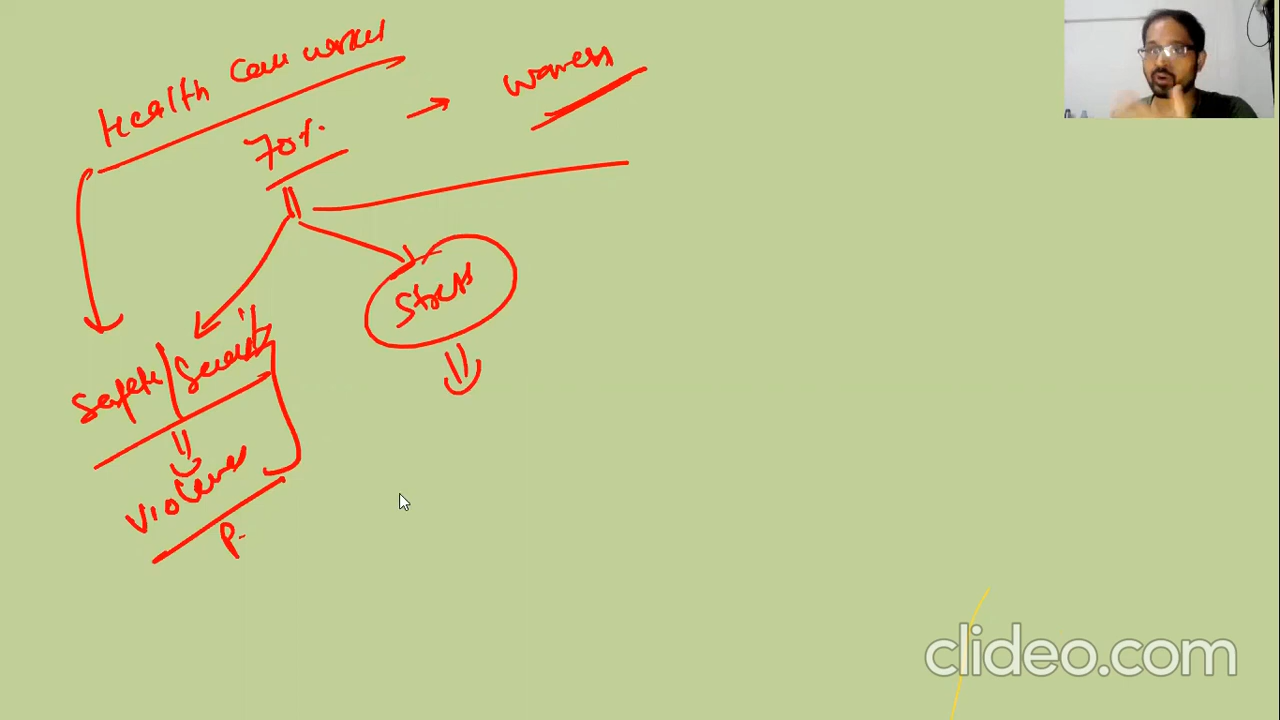 Health Care worker
70% → women
Stress
Safety Security
Violence
P.
clideo.com